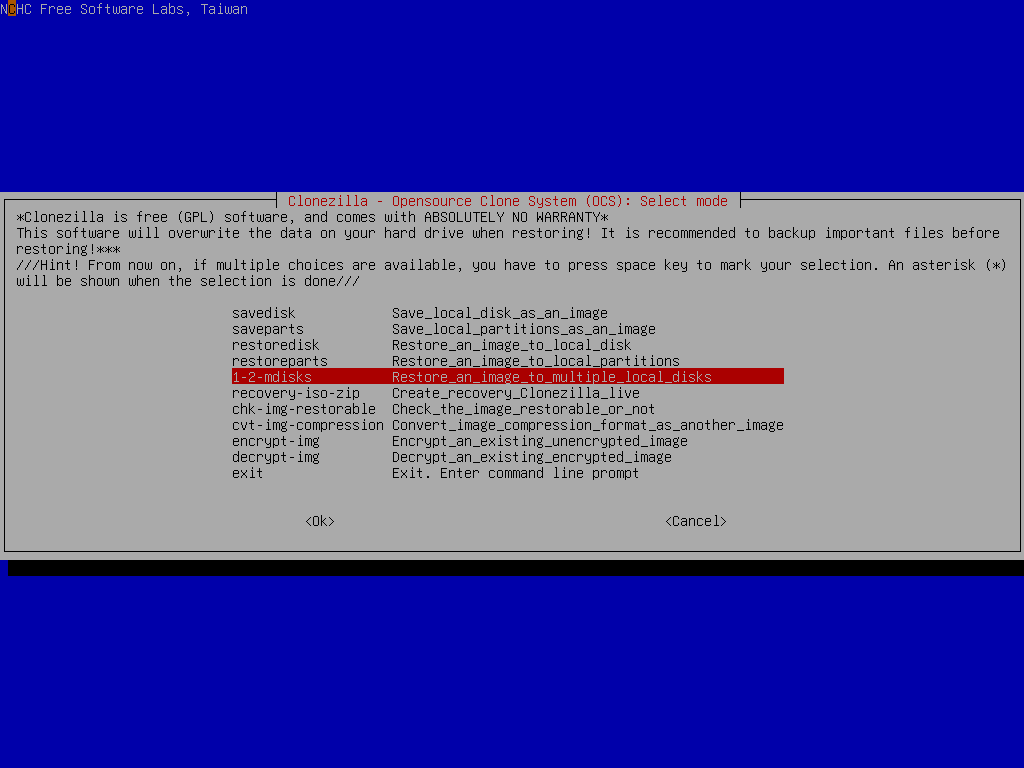 NCHC Free Software Labs, Taiwan
Clonezilla - Opensource Clone System (OCS): Select mode
*Clonezilla is free (GPL) software, and comes with ABSOLUTELY NO WARRANTY*
This software will overwrite the data on your hard drive when restoring! It is recommended to backup important files before
restoring!***
///Hint! From now on, if multiple choices are available, you have to press space key to mark your selection. An asterisk (*)
will be shown when the selection is done///
savedisk Save_local_disk_as_an_image
saveparts Save_local_partitions_as_an_image
restoredisk Restore_an_image_to_local_disk
restoreparts Restore_an_image_to_local_partitions
1-2-mdisks Restore_an_image_to_multiple_local_disks
recovery-iso-zip Create_recovery_Clonezilla_live
chk-img-restorable Check_the_image_restorable_or_not
cvt-img-compression Convert_image_compression_format_as_another_image
encrypt-img Encrypt_an_existing_unencrypted_image
decrypt-img Decrypt_an_existing_encrypted_image
exit Exit. Enter command line prompt
<Ok> <Cancel>